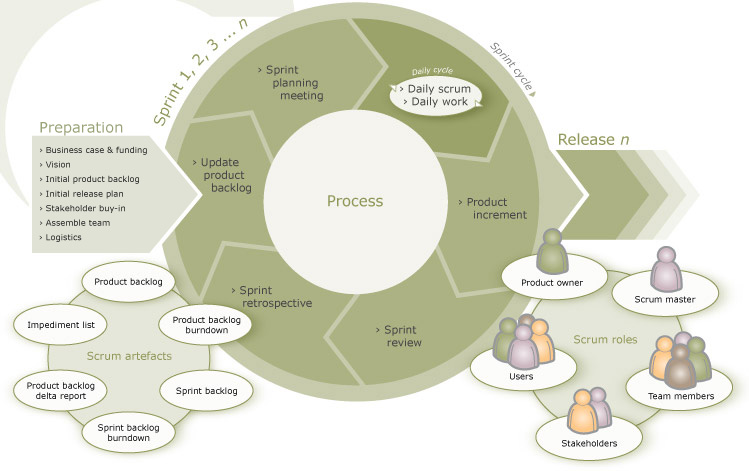 Sprint 1, 2, 3 ... n
Sprint cycle
Daily cycle
› Daily scrum
› Daily work
› Sprint
planning
meeting
Preparation
› Business case & funding
› Vision
› Initial product backlog
› Initial release plan
› Stakeholder buy-in
› Assemble team
› Logistics
› Update
product
backlog
Process
› Product
increment
Release n
› Sprint
retrospective
› Sprint
review
Product backlog
Impediment list
Product backlog
burndown
Scrum artefacts
Product backlog
delta report
Sprint backlog
Sprint backlog
burndown
Product owner
Scrum master
Scrum roles
Users
Team members
Stakeholders